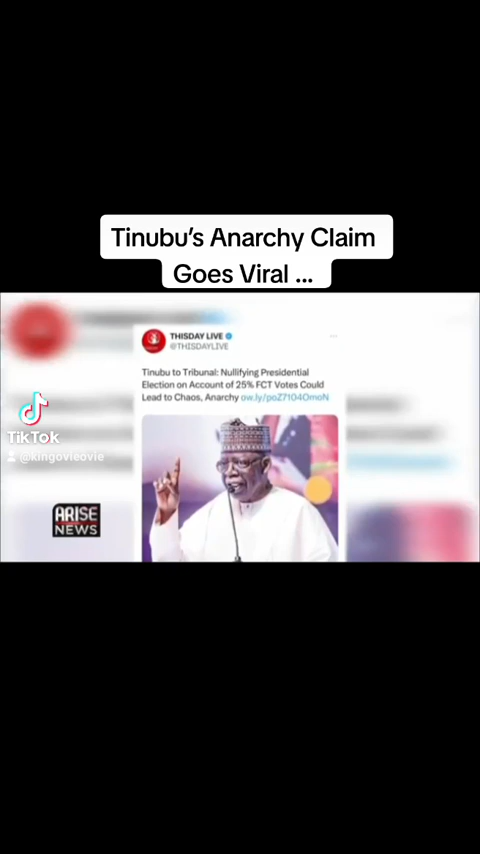 Tinubu's Anarchy Claim
Goes Viral ...
THISDAY LIVE
@THISDAYLIVE
Tinubu to Tribunal: Nullifying Presidential
Election on Account of 25% FCT Votes Could
Lead to Chaos, Anarchy ow.ly/poZ7104OmoN
TikTok
@kingovieovie
ARISE
NEWS